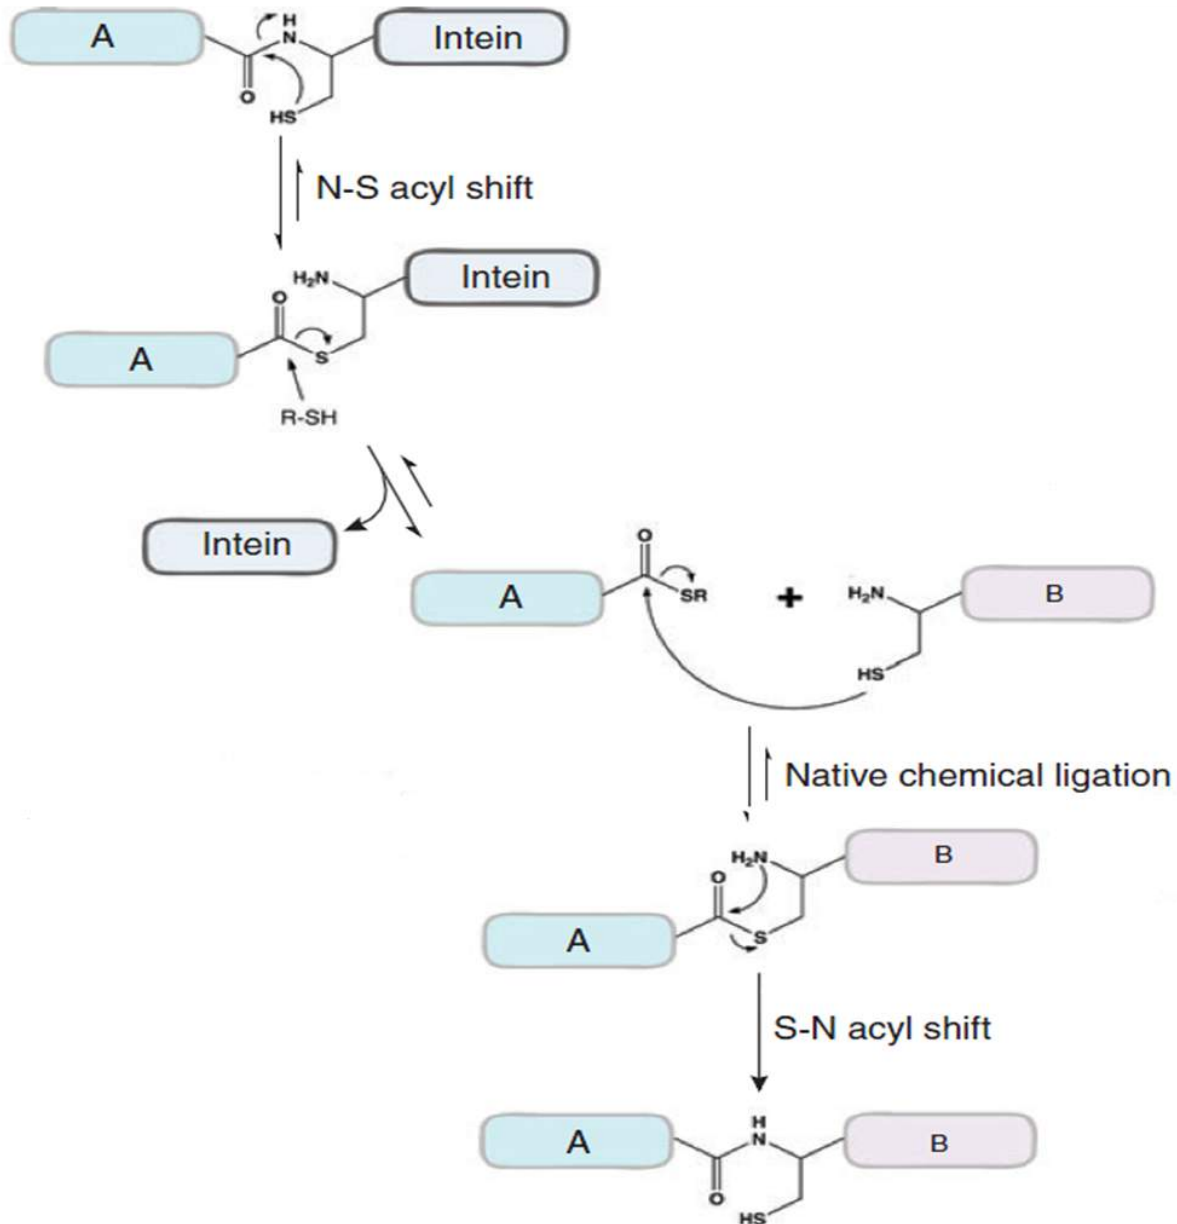 A
H
N
Intein
O
HS
N-S acyl shift
H₂N
Intein
O
A
S
R-SH
Intein
O
A
SR
+
H₂N
B
HS
Native chemical ligation
H₂N
B
O
A
S
S-N acyl shift
A
H
N
B
O
HS